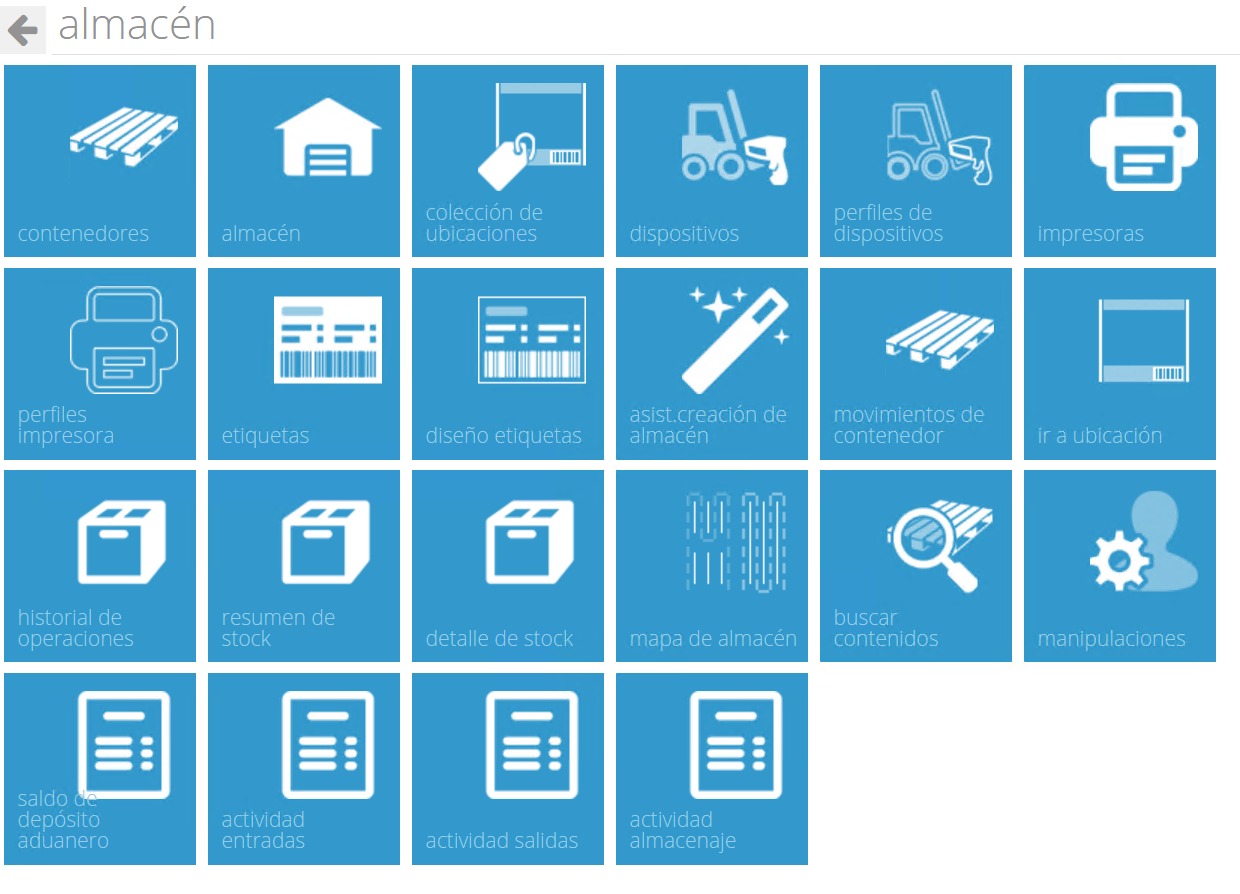 almacén
contenedores
almacén
colección de
ubicaciones
dispositivos
perfiles de
dispositivos
impresoras
perfiles
impresora
etiquetas
diseño etiquetas
asist.creación de
almacén
movimientos de
contenedor
ir a ubicación
historial de
operaciones
resumen de
stock
detalle de stock
mapa de almacén
buscar
contenidos
manipulaciones
saldo de
depósito
aduanero
actividad
entradas
actividad salidas
actividad
almacenaje